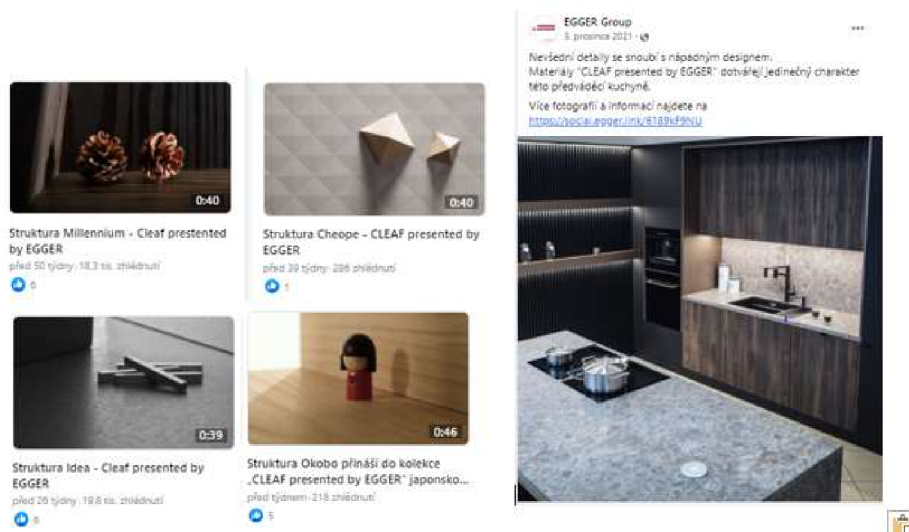 0:40
Struktura Millennium - Cleaf prestented
by EGGER
před 50 týdny · 18,3 tis. zhlédnutí
6
0:40
Struktura Cheope – CLEAF presented by
EGGER
před 39 týdny · 286 zhlédnutí
1
0:39
Struktura Idea - Cleaf presented by
EGGER
před 26 týdny · 19,8 tis. zhlédnutí
6
0:46
Struktura Okobo přináší do kolekce
„CLEAF presented by EGGER" japonsko...
před týdnem · 218 zhlédnutí
5
EGGER Group
3. prosince 2021 ·
Nevšední detaily se snoubí s nápadným designem.
Materiály "CLEAF presented by EGGER" dotvářejí jedinečný charakter
této předváděcí kuchyně.
Více fotografií a informací najdete na
https://social.egger.link/6189kF9NU